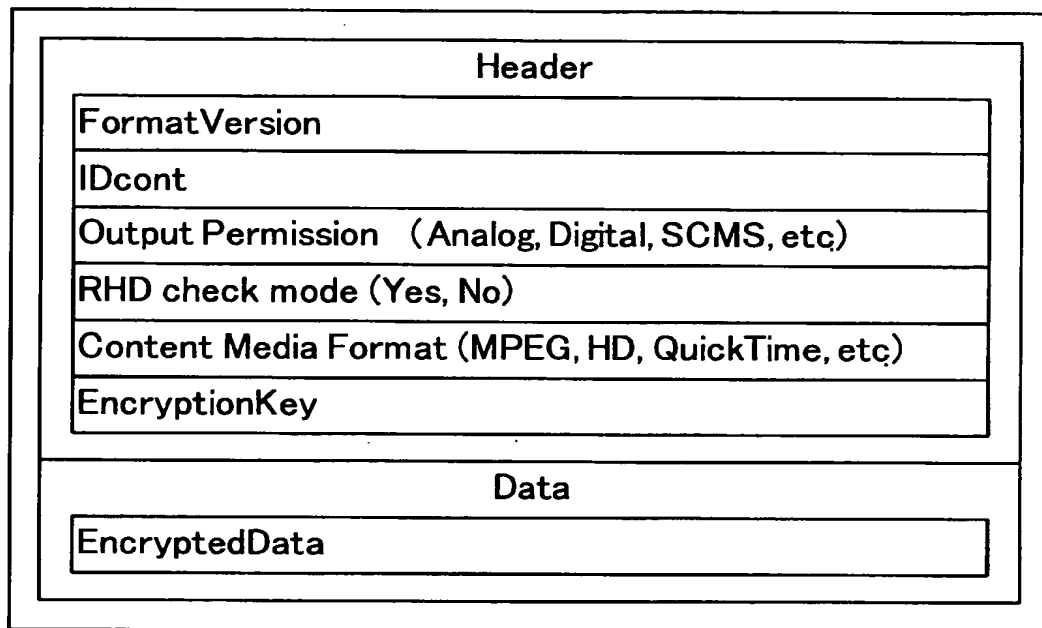 Header
FormatVersion
IDcont
Output Permission (Analog, Digital, SCMS, etc.)
RHD check mode (Yes, No)
Content Media Format (MPEG, HD, QuickTime, etc.)
EncryptionKey
Data
EncryptedData